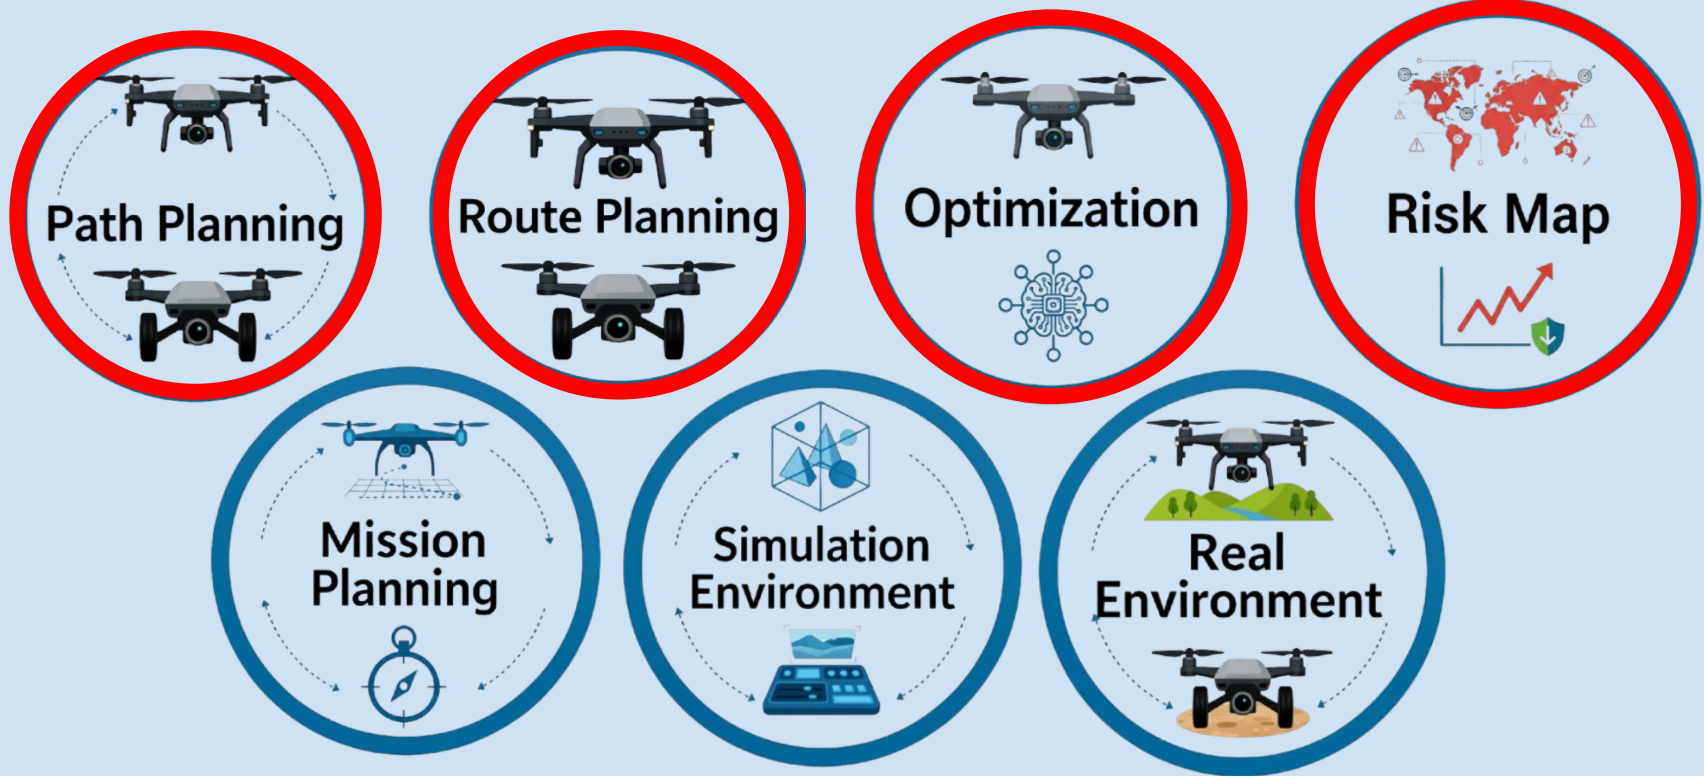 Path Planning
Route Planning
Optimization
Risk Map
Mission
Planning
Simulation
Environment
Real
Environment